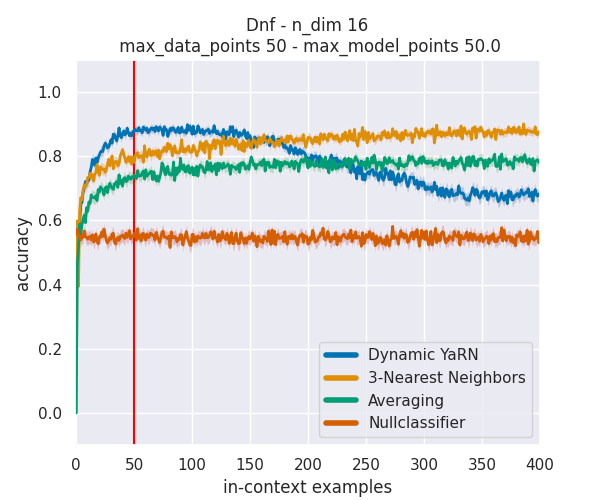 Dnf - n_dim 16
max_data_points 50 - max_model_points 50.0
accuracy
1.0
0.8
0.6
0.4
0.2
0.0
Dynamic YaRN
3-Nearest Neighbors
Averaging
Nullclassifier
0 50 100 150 200 250 300 350 400
in-context examples